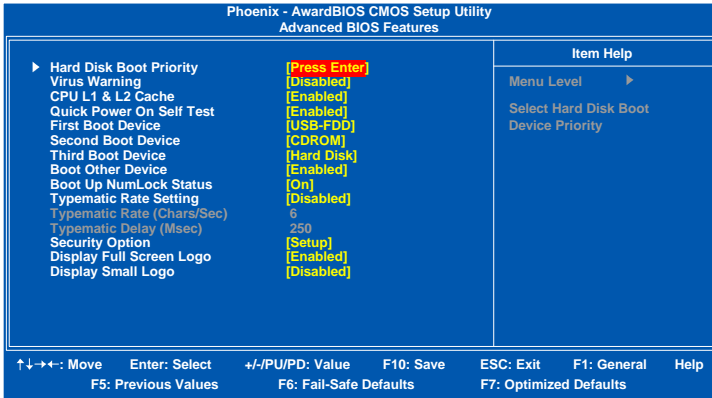 Phoenix - AwardBIOS CMOS Setup Utility
Advanced BIOS Features
Item Help
▶ Hard Disk Boot Priority [Press Enter]
Virus Warning [Disabled]
CPU L1 & L2 Cache [Enabled]
Quick Power On Self Test [Enabled]
First Boot Device [USB-FDD]
Second Boot Device [CDROM]
Third Boot Device [Hard Disk]
Boot Other Device [Enabled]
Boot Up NumLock Status [On]
Typematic Rate Setting [Disabled]
Typematic Rate (Chars/Sec) 6
Typematic Delay (Msec) 250
Security Option [Setup]
Display Full Screen Logo [Enabled]
Display Small Logo [Disabled]
Menu Level ▶
Select Hard Disk Boot
Device Priority
↑↓→←: Move Enter: Select +/-/PU/PD: Value F10: Save ESC: Exit F1: General Help
F5: Previous Values F6: Fail-Safe Defaults F7: Optimized Defaults